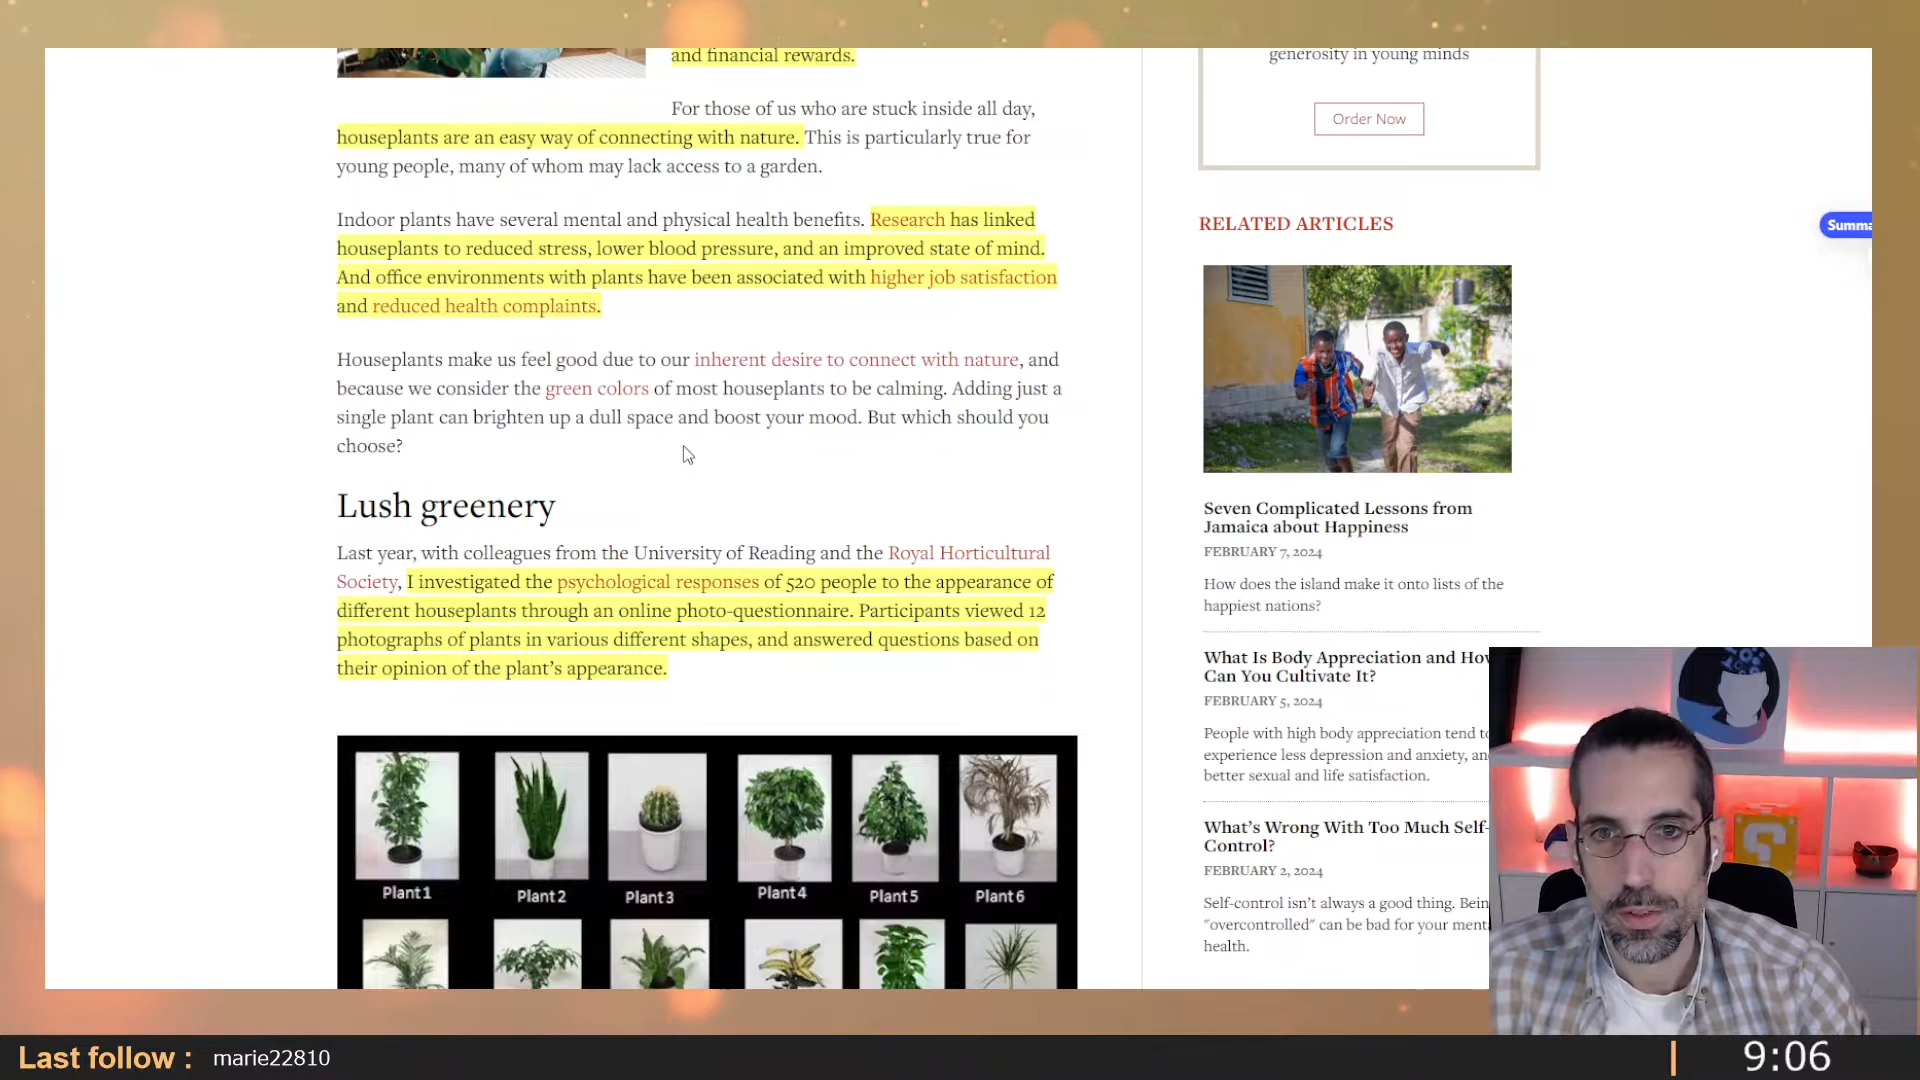 and financial rewards.
For those of us who are stuck inside all day,
houseplants are an easy way of connecting with nature. This is particularly true for
young people, many of whom may lack access to a garden.
Indoor plants have several mental and physical health benefits. Research has linked
houseplants to reduced stress, lower blood pressure, and an improved state of mind.
And office environments with plants have been associated with higher job satisfaction
and reduced health complaints.
Houseplants make us feel good due to our inherent desire to connect with nature, and
because we consider the green colors of most houseplants to be calming. Adding just a
single plant can brighten up a dull space and boost your mood. But which should you
choose?
Lush greenery
Last year, with colleagues from the University of Reading and the Royal Horticultural
Society, I investigated the psychological responses of 520 people to the appearance of
different houseplants through an online photo-questionnaire. Participants viewed 12
photographs of plants in various different shapes, and answered questions based on
their opinion of the plant's appearance.
Plant 1
Plant 2
Plant 3
Plant 4
Plant 5
Plant 6
generosity in young minds
Order Now
RELATED ARTICLES
Seven Complicated Lessons from
Jamaica about Happiness
FEBRUARY 7, 2024
How does the island make it onto lists of the
happiest nations?
What Is Body Appreciation and How
Can You Cultivate It?
FEBRUARY 5, 2024
People with high body appreciation tend to
experience less depression and anxiety, and
better sexual and life satisfaction.
What's Wrong With Too Much Self-
Control?
FEBRUARY 2, 2024
Self-control isn't always a good thing. Being
"overcontrolled" can be bad for your mental
health.
Summa
Last follow : marie22810
9:06